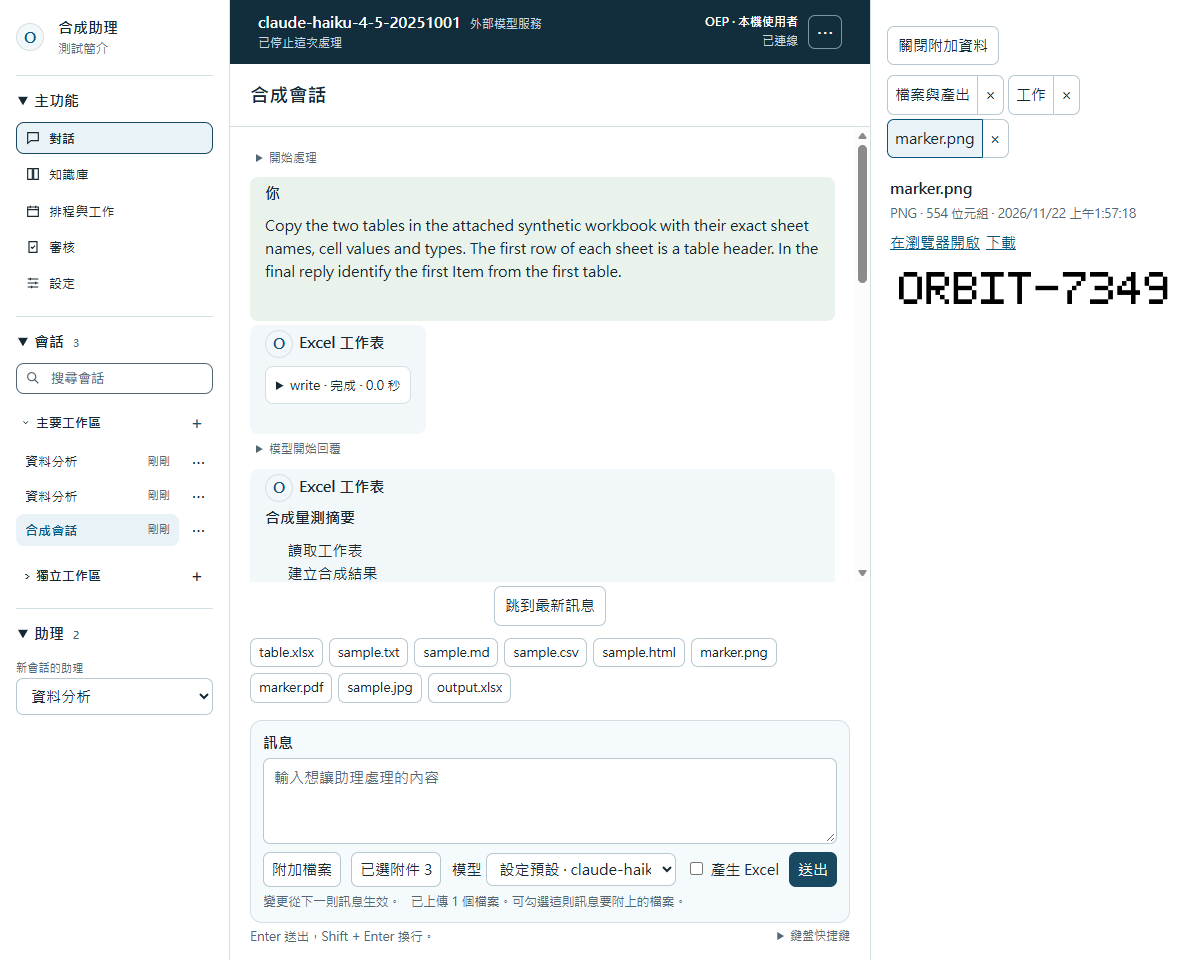 O
合成助理
測試簡介
▼ 主功能
對話
知識庫
排程與工作
審核
設定
▼ 會話 3
搜尋會話
主要工作區 +
資料分析 剛剛 ...
資料分析 剛剛 ...
合成會話 剛剛 ...
獨立工作區 +
▼ 助理 2
新會話的助理
資料分析
claude-haiku-4-5-20251001 外部模型服務
已停止這次處理
OEP · 本機使用者
已連線
...
合成會話
▶ 開始處理
你
Copy the two tables in the attached synthetic workbook with their exact sheet
names, cell values and types. The first row of each sheet is a table header. In the
final reply identify the first Item from the first table.
O Excel 工作表
▶ write · 完成 · 0.0 秒
▶ 模型開始回覆
O Excel 工作表
合成量測摘要
讀取工作表
建立合成結果
跳到最新訊息
table.xlsx sample.txt sample.md sample.csv sample.html marker.png
marker.pdf sample.jpg output.xlsx
訊息
輸入想讓助理處理的內容
附加檔案 已選附件 3 模型 設定預設 · claude-haik 產生 Excel 送出
變更從下一則訊息生效。 已上傳 1 個檔案。可勾選這則訊息要附上的檔案。
Enter 送出，Shift + Enter 換行。 ▶ 鍵盤快捷鍵
關閉附加資料
檔案與產出 × 工作 ×
marker.png ×
marker.png
PNG · 554 位元組 · 2026/11/22 上午1:57:18
在瀏覽器開啟 下載
ORBIT-7349